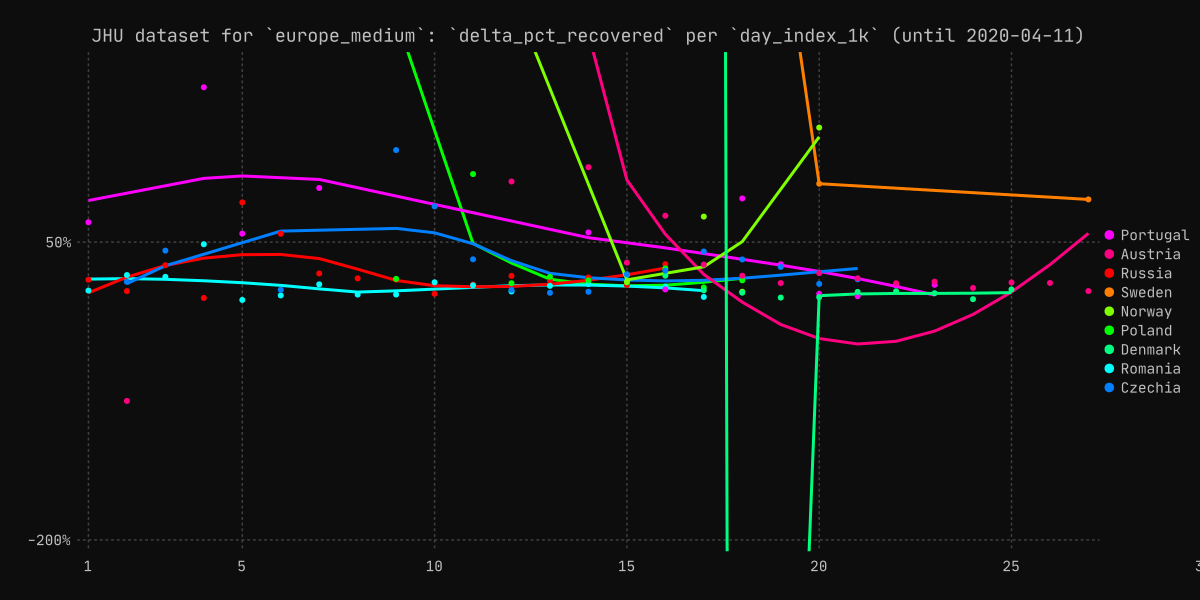 JHU dataset for `europe_medium`: `delta_pct_recovered` per `day_index_1k` (until 2020-04-11)
50%
-200%
1 5 10 15 20 25 3
Portugal
Austria
Russia
Sweden
Norway
Poland
Denmark
Romania
Czechia